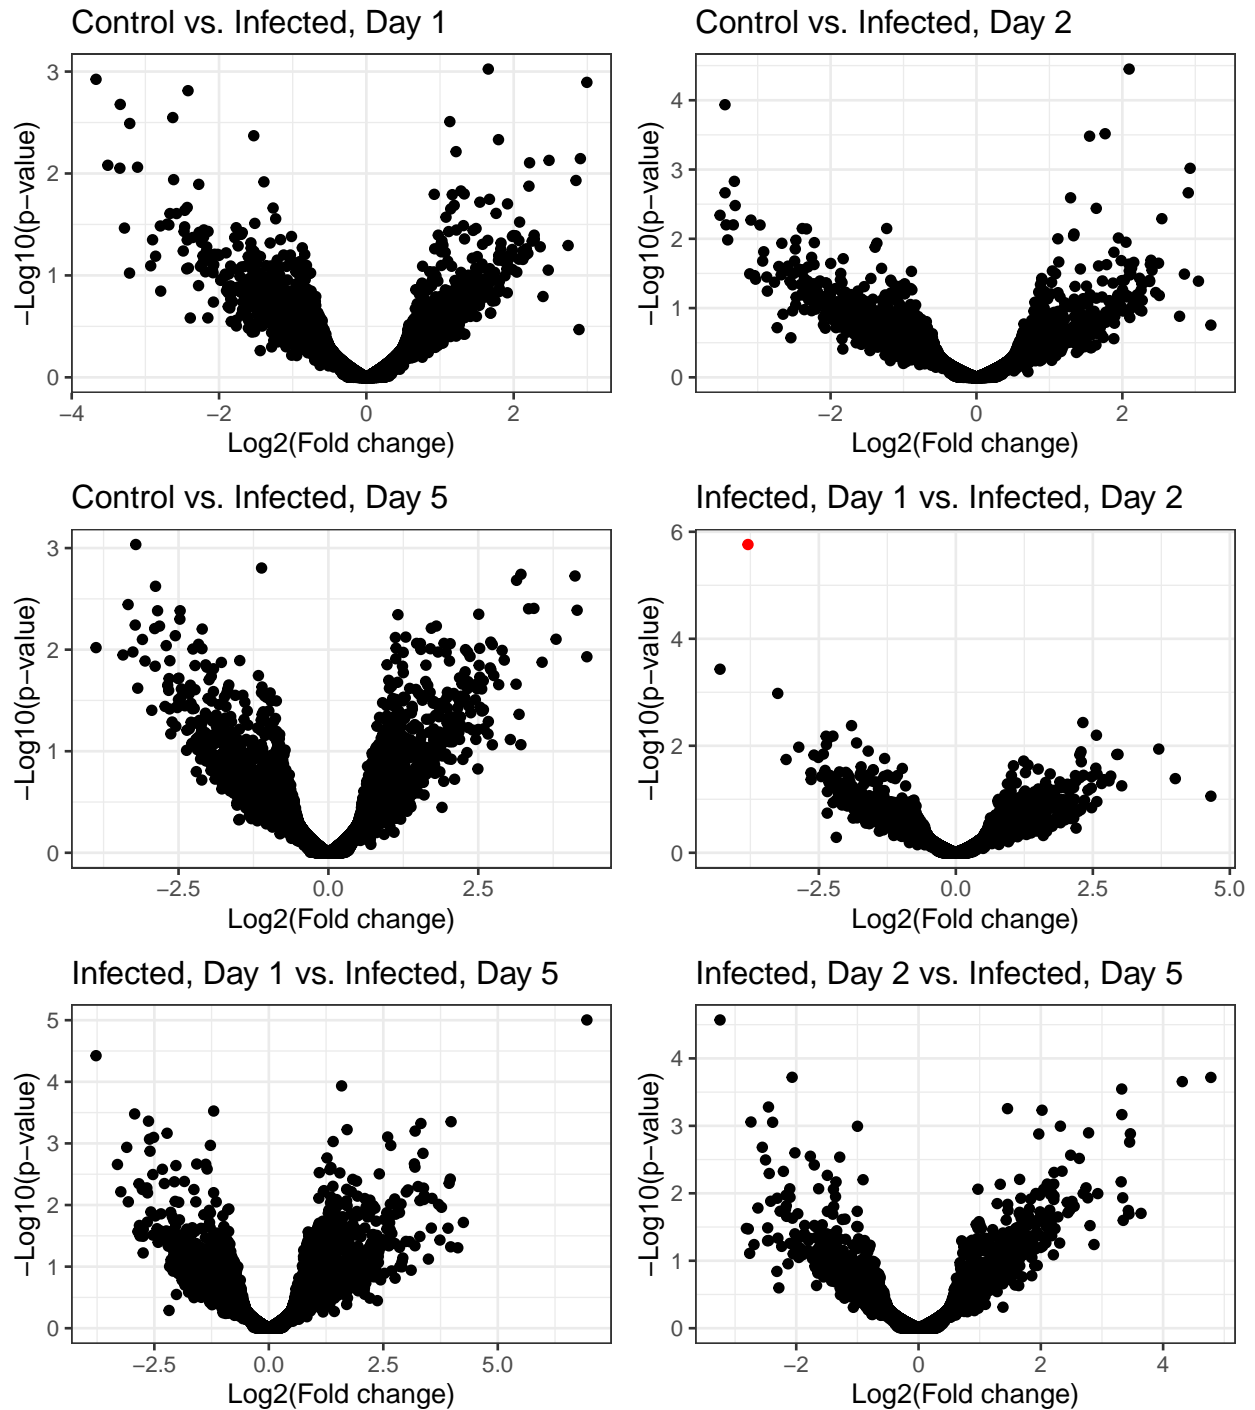 Control vs. Infected, Day 1
3
2
1
0
−Log10(p−value)
−4
−2
0
2
Log2(Fold change)
Control vs. Infected, Day 2
4
3
2
1
0
−Log10(p−value)
−2
0
2
Log2(Fold change)
Control vs. Infected, Day 5
3
2
1
0
−Log10(p−value)
−2.5
0.0
2.5
Log2(Fold change)
Infected, Day 1 vs. Infected, Day 2
6
4
2
0
−Log10(p−value)
−2.5
0.0
2.5
5.0
Log2(Fold change)
Infected, Day 1 vs. Infected, Day 5
5
4
3
2
1
0
−Log10(p−value)
−2.5
0.0
2.5
5.0
Log2(Fold change)
Infected, Day 2 vs. Infected, Day 5
4
3
2
1
0
−Log10(p−value)
−2
0
2
4
Log2(Fold change)